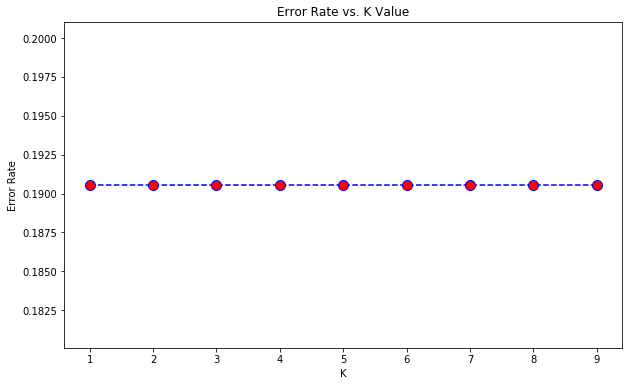 Error Rate vs. K Value
0.2000
0.1975
0.1950
0.1925
0.1900
0.1875
0.1850
0.1825
Error Rate
1 2 3 4 5 6 7 8 9
K